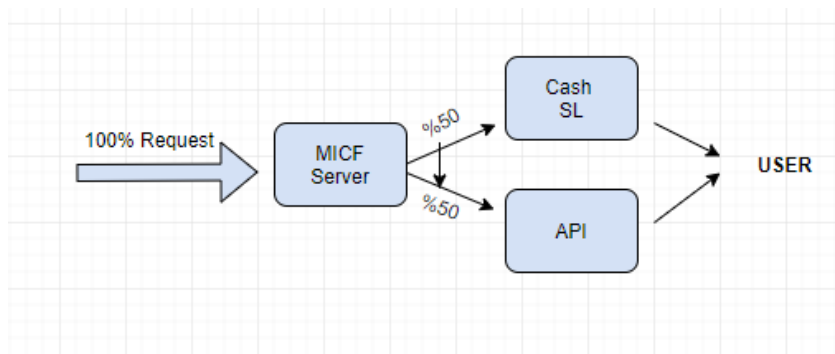 100% Request
MICF
Server
%50
%50
Cash
SL
API
USER